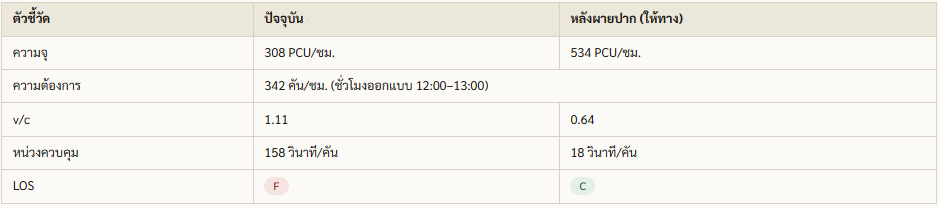 ตัวชี้วัด ปัจจุบัน หลังผายปาก (ให้ทาง)
ความจุ 308 PCU/ชม. 534 PCU/ชม.
ความต้องการ 342 คัน/ชม. (ชั่วโมงออกแบบ 12:00–13:00)
v/c 1.11 0.64
หน่วงควบคุม 158 วินาที/คัน 18 วินาที/คัน
LOS F C